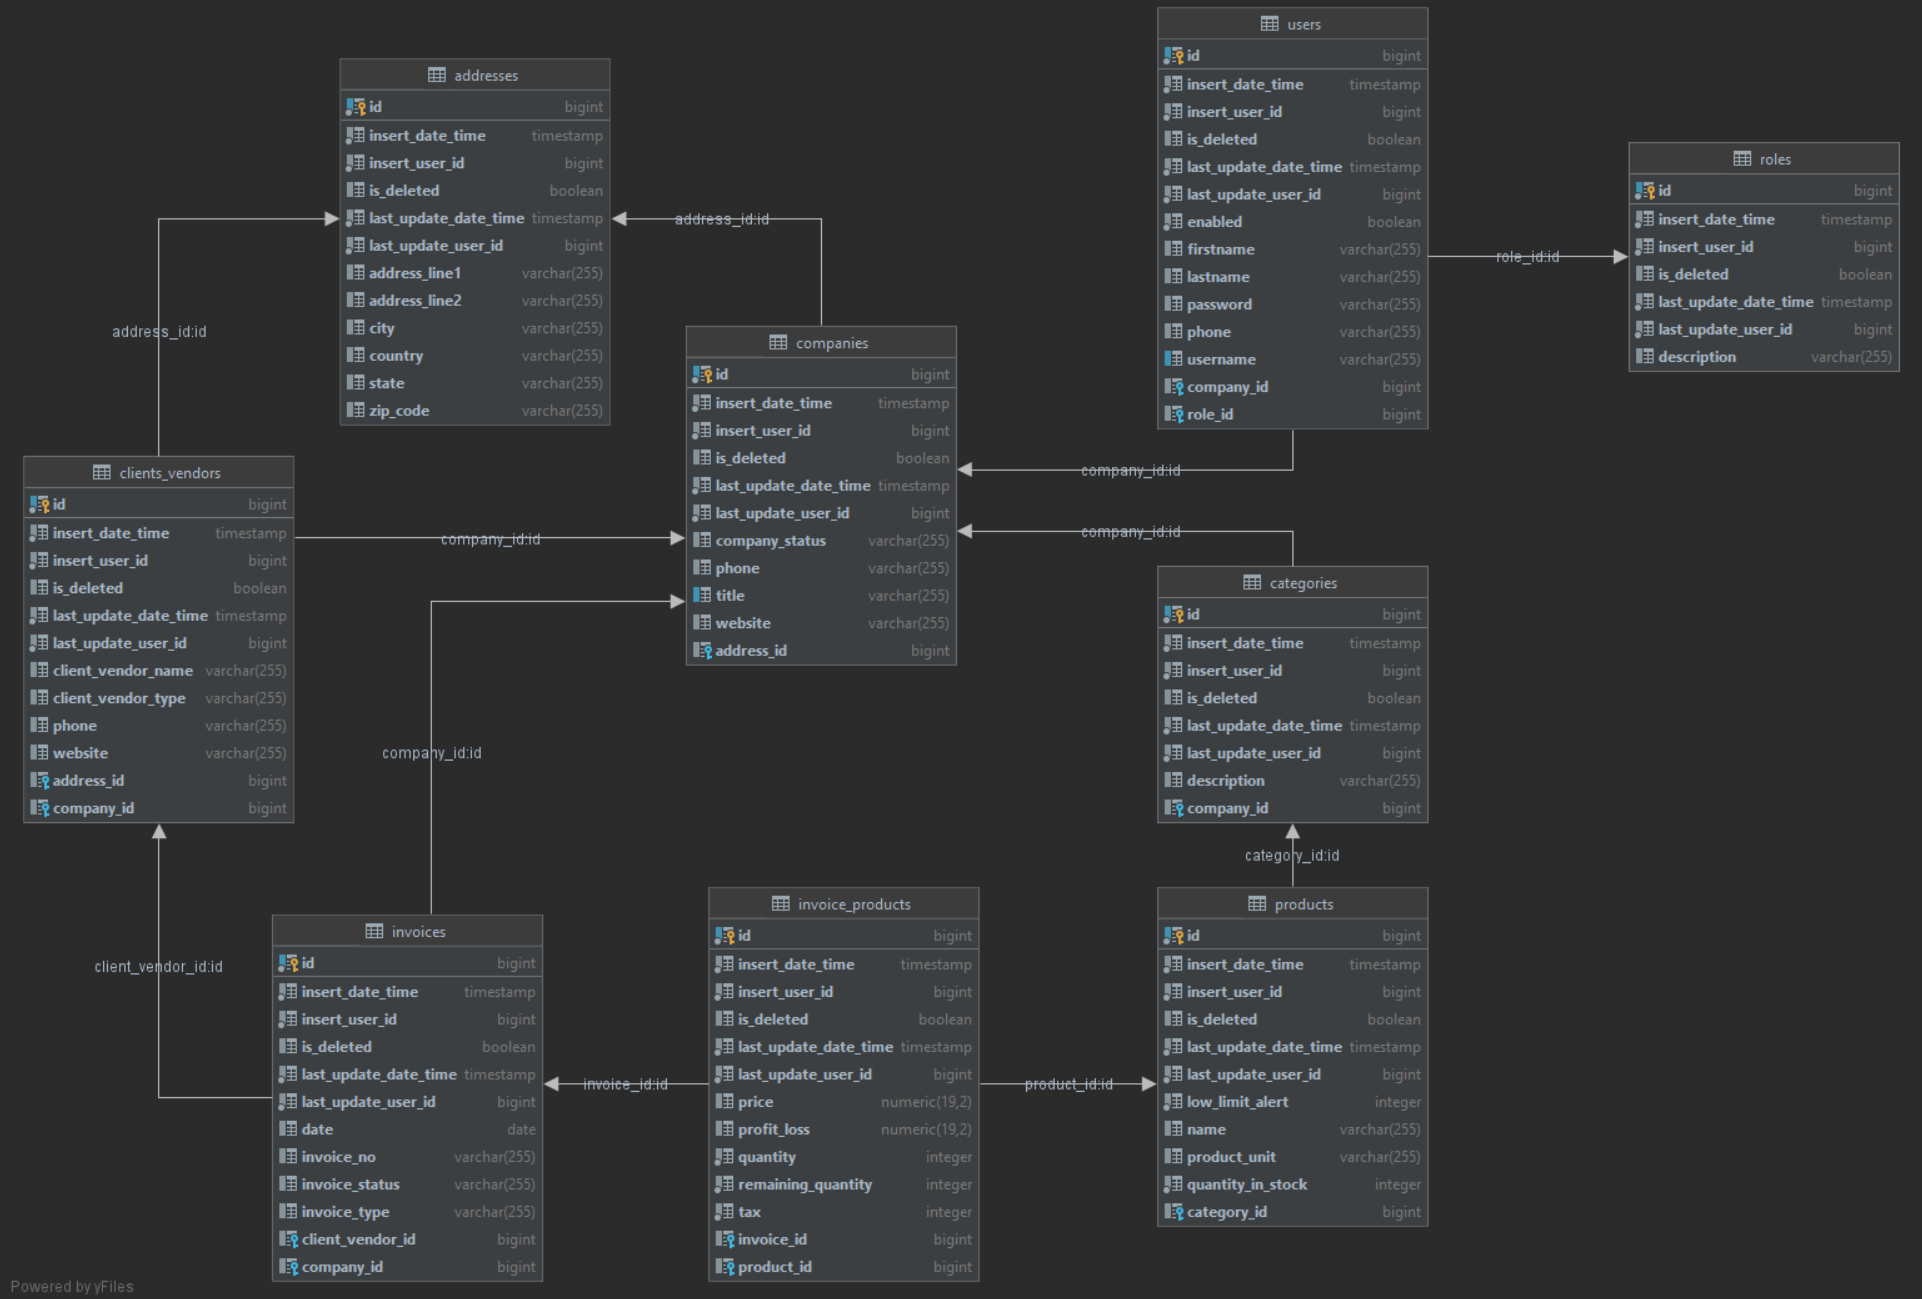 addresses
id bigint
insert_date_time timestamp
insert_user_id bigint
is_deleted boolean
last_update_date_time timestamp
last_update_user_id bigint
address_line1 varchar(255)
address_line2 varchar(255)
city varchar(255)
country varchar(255)
state varchar(255)
zip_code varchar(255)
users
id bigint
insert_date_time timestamp
insert_user_id bigint
is_deleted boolean
last_update_date_time timestamp
last_update_user_id bigint
enabled boolean
firstname varchar(255)
lastname varchar(255)
password varchar(255)
phone varchar(255)
username varchar(255)
company_id bigint
role_id bigint
role_id:id
roles
id bigint
insert_date_time timestamp
insert_user_id bigint
is_deleted boolean
last_update_date_time timestamp
last_update_user_id bigint
description varchar(255)
address_id:id
address_id:id
companies
id bigint
insert_date_time timestamp
insert_user_id bigint
is_deleted boolean
last_update_date_time timestamp
last_update_user_id bigint
company_status varchar(255)
phone varchar(255)
title varchar(255)
website varchar(255)
address_id bigint
company_id:id
company_id:id
clients_vendors
id bigint
insert_date_time timestamp
insert_user_id bigint
is_deleted boolean
last_update_date_time timestamp
last_update_user_id bigint
client_vendor_name varchar(255)
client_vendor_type varchar(255)
phone varchar(255)
website varchar(255)
address_id bigint
company_id bigint
company_id:id
company_id:id
categories
id bigint
insert_date_time timestamp
insert_user_id bigint
is_deleted boolean
last_update_date_time timestamp
last_update_user_id bigint
description varchar(255)
company_id bigint
category_id:id
client_vendor_id:id
invoices
id bigint
insert_date_time timestamp
insert_user_id bigint
is_deleted boolean
last_update_date_time timestamp
last_update_user_id bigint
date date
invoice_no varchar(255)
invoice_status varchar(255)
invoice_type varchar(255)
client_vendor_id bigint
company_id bigint
invoice_id:id
invoice_products
id bigint
insert_date_time timestamp
insert_user_id bigint
is_deleted boolean
last_update_date_time timestamp
last_update_user_id bigint
price numeric(19,2)
profit_loss numeric(19,2)
quantity integer
remaining_quantity integer
tax integer
invoice_id bigint
product_id bigint
product_id:id
products
id bigint
insert_date_time timestamp
insert_user_id bigint
is_deleted boolean
last_update_date_time timestamp
last_update_user_id bigint
low_limit_alert integer
name varchar(255)
product_unit varchar(255)
quantity_in_stock integer
category_id bigint
Powered by yFiles